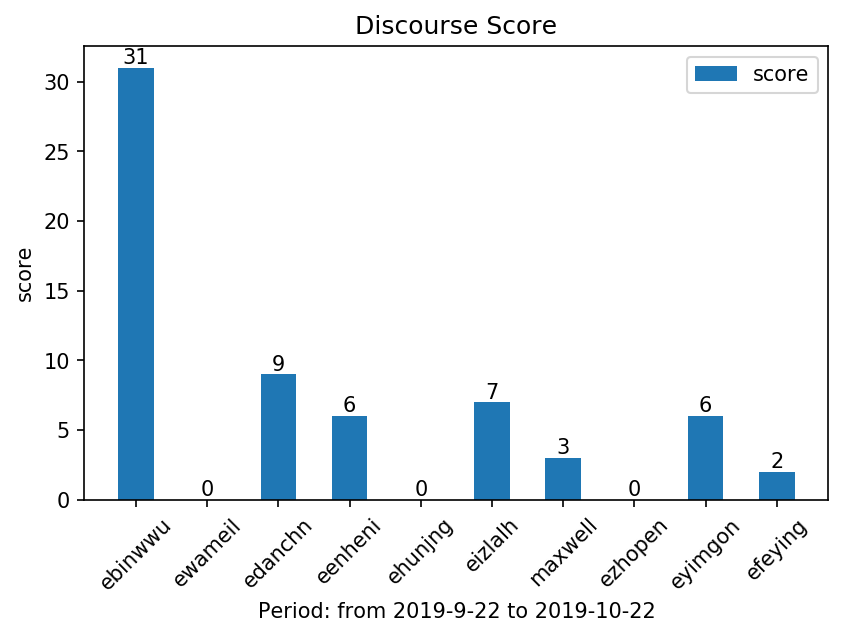 Discourse Score
31
score
30
25
20
15
10
5
0
score
0
9
6
0
7
3
0
6
2
ebinwwu
ewameil
edanchn
eenheni
ehunjng
eizlalh
maxwell
ezhopen
eyimgon
efeying
Period: from 2019-9-22 to 2019-10-22